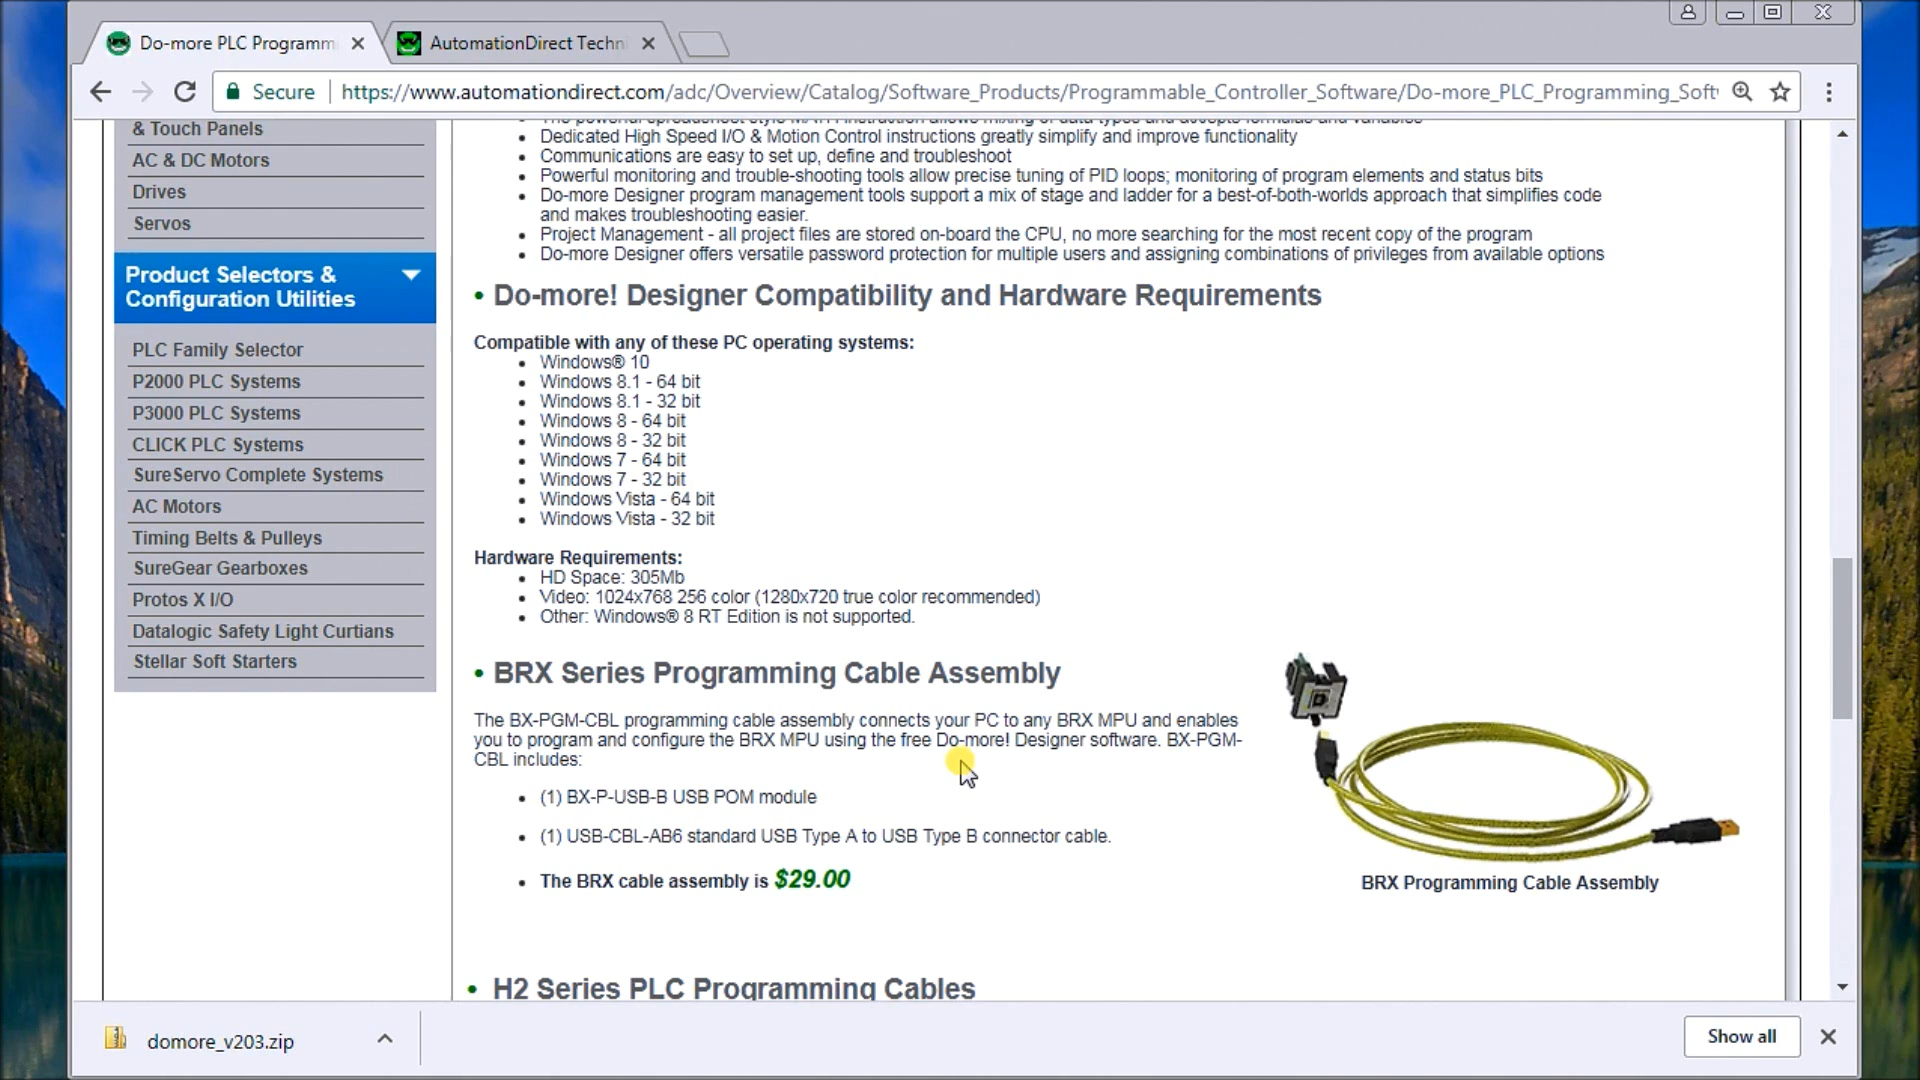 Do-more PLC Programm
AutomationDirect Techn
Secure
https://www.automationdirect.com/adc/Overview/Catalog/Software_Products/Programmable_Controller_Software/Do-more_PLC_Programming_Soft
& Touch Panels
AC & DC Motors
Drives
Servos
Product Selectors &
Configuration Utilities
PLC Family Selector
P2000 PLC Systems
P3000 PLC Systems
CLICK PLC Systems
SureServo Complete Systems
AC Motors
Timing Belts & Pulleys
SureGear Gearboxes
Protos X I/O
Datalogic Safety Light Curtians
Stellar Soft Starters
The powerful spreadsheet style MATH instruction allows mixing of data types and accepts formulas and variables
Dedicated High Speed I/O & Motion Control instructions greatly simplify and improve functionality
Communications are easy to set up, define and troubleshoot
Powerful monitoring and trouble-shooting tools allow precise tuning of PID loops; monitoring of program elements and status bits
Do-more Designer program management tools support a mix of stage and ladder for a best-of-both-worlds approach that simplifies code
and makes troubleshooting easier.
Project Management - all project files are stored on-board the CPU, no more searching for the most recent copy of the program
Do-more Designer offers versatile password protection for multiple users and assigning combinations of privileges from available options
• Do-more! Designer Compatibility and Hardware Requirements
Compatible with any of these PC operating systems:
Windows® 10
Windows 8.1 - 64 bit
Windows 8.1 - 32 bit
Windows 8 - 64 bit
Windows 8 - 32 bit
Windows 7 - 64 bit
Windows 7 - 32 bit
Windows Vista - 64 bit
Windows Vista - 32 bit
Hardware Requirements:
HD Space: 305Mb
Video: 1024x768 256 color (1280x720 true color recommended)
Other: Windows® 8 RT Edition is not supported.
• BRX Series Programming Cable Assembly
The BX-PGM-CBL programming cable assembly connects your PC to any BRX MPU and enables
you to program and configure the BRX MPU using the free Do-more! Designer software. BX-PGM-
CBL includes:
(1) BX-P-USB-B USB POM module
(1) USB-CBL-AB6 standard USB Type A to USB Type B connector cable.
The BRX cable assembly is $29.00
BRX Programming Cable Assembly
• H2 Series PLC Programming Cables
domore_v203.zip
Show all